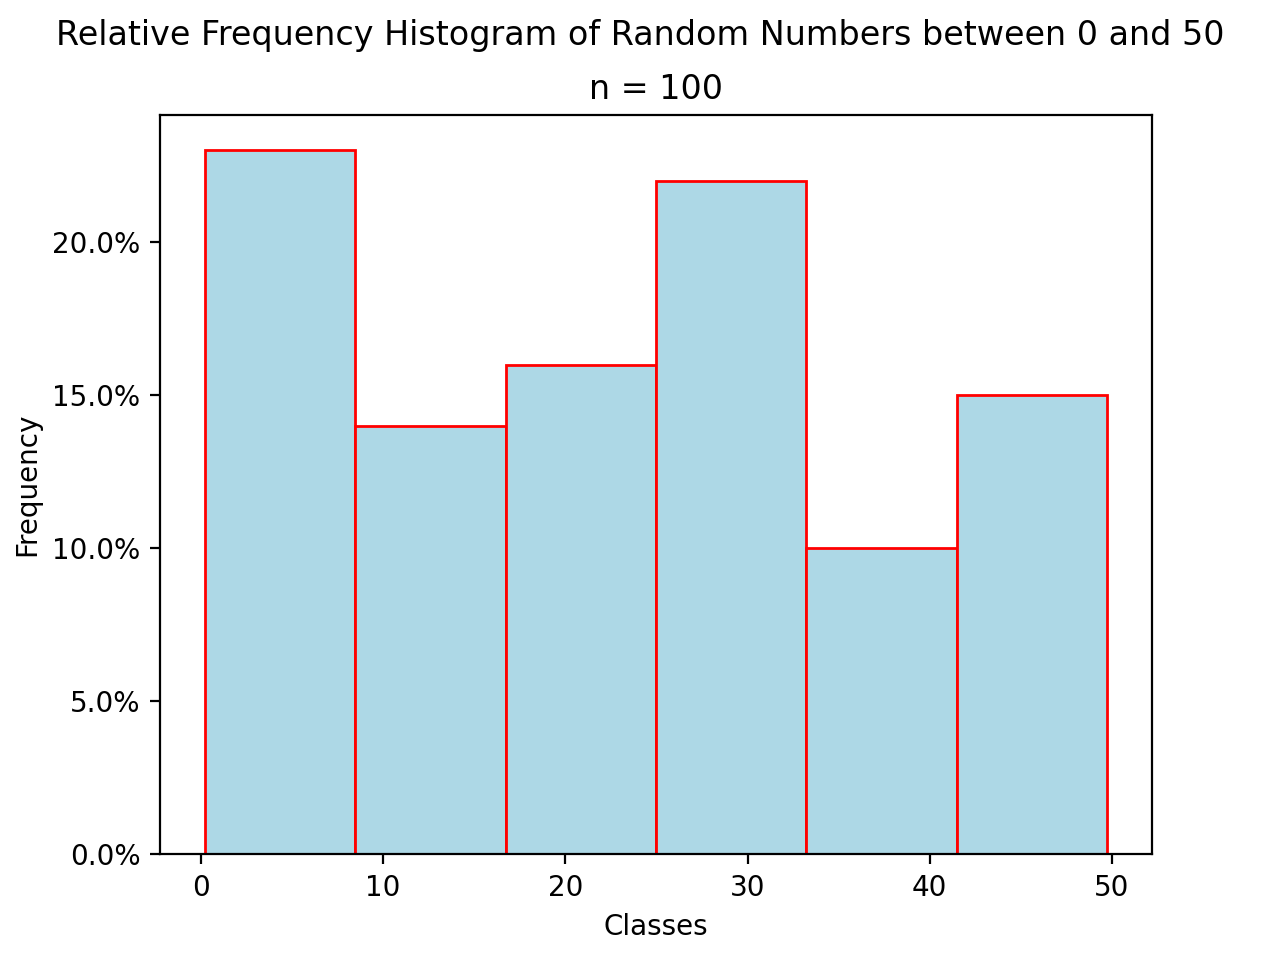 Relative Frequency Histogram of Random Numbers between 0 and 50
n = 100
20.0%
15.0%
10.0%
5.0%
0.0%
Frequency
0 10 20 30 40 50
Classes